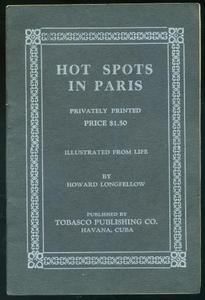 HOT SPOTS
IN PARIS
PRIVATELY PRINTED
PRICE $1.50
ILLUSTRATED FROM LIFE
BY
HOWARD LONGFELLOW
PUBLISHED BY
TOBASCO PUBLISHING CO.
HAVANA, CUBA